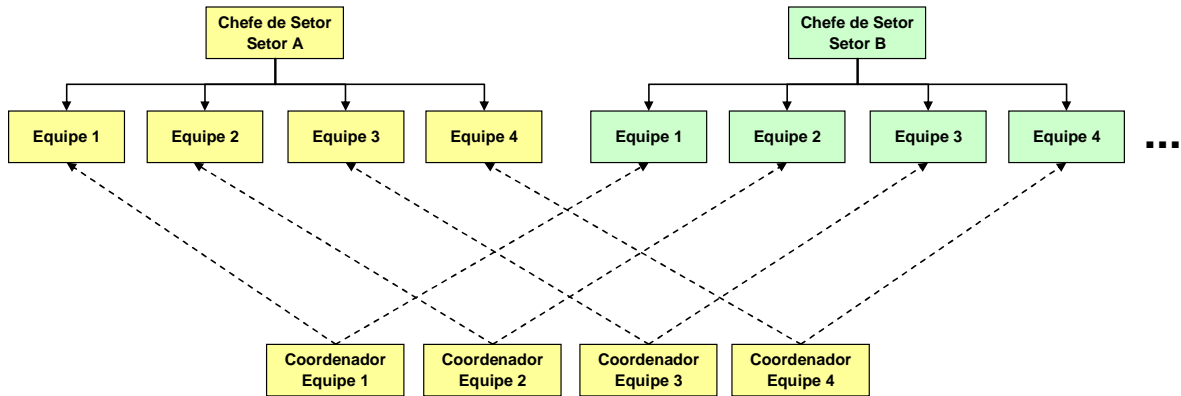 Chefe de Setor
Setor A
Chefe de Setor
Setor B
Equipe 1
Equipe 2
Equipe 3
Equipe 4
Equipe 1
Equipe 2
Equipe 3
Equipe 4
...
Coordenador
Equipe 1
Coordenador
Equipe 2
Coordenador
Equipe 3
Coordenador
Equipe 4